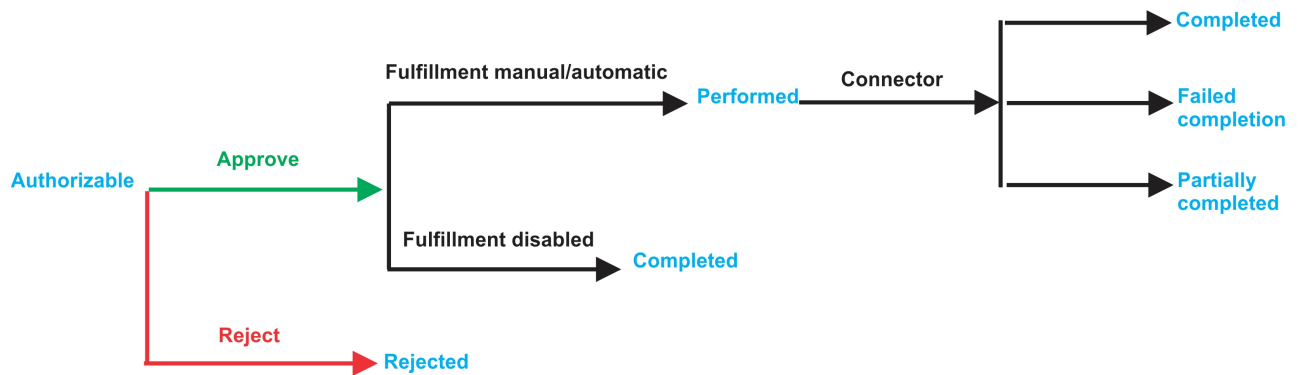 Completed
Fulfillment manual/automatic
Connector
Performed
Failed
completion
Approve
Authorizable
Partially
completed
Fulfillment disabled
Completed
Reject
Rejected